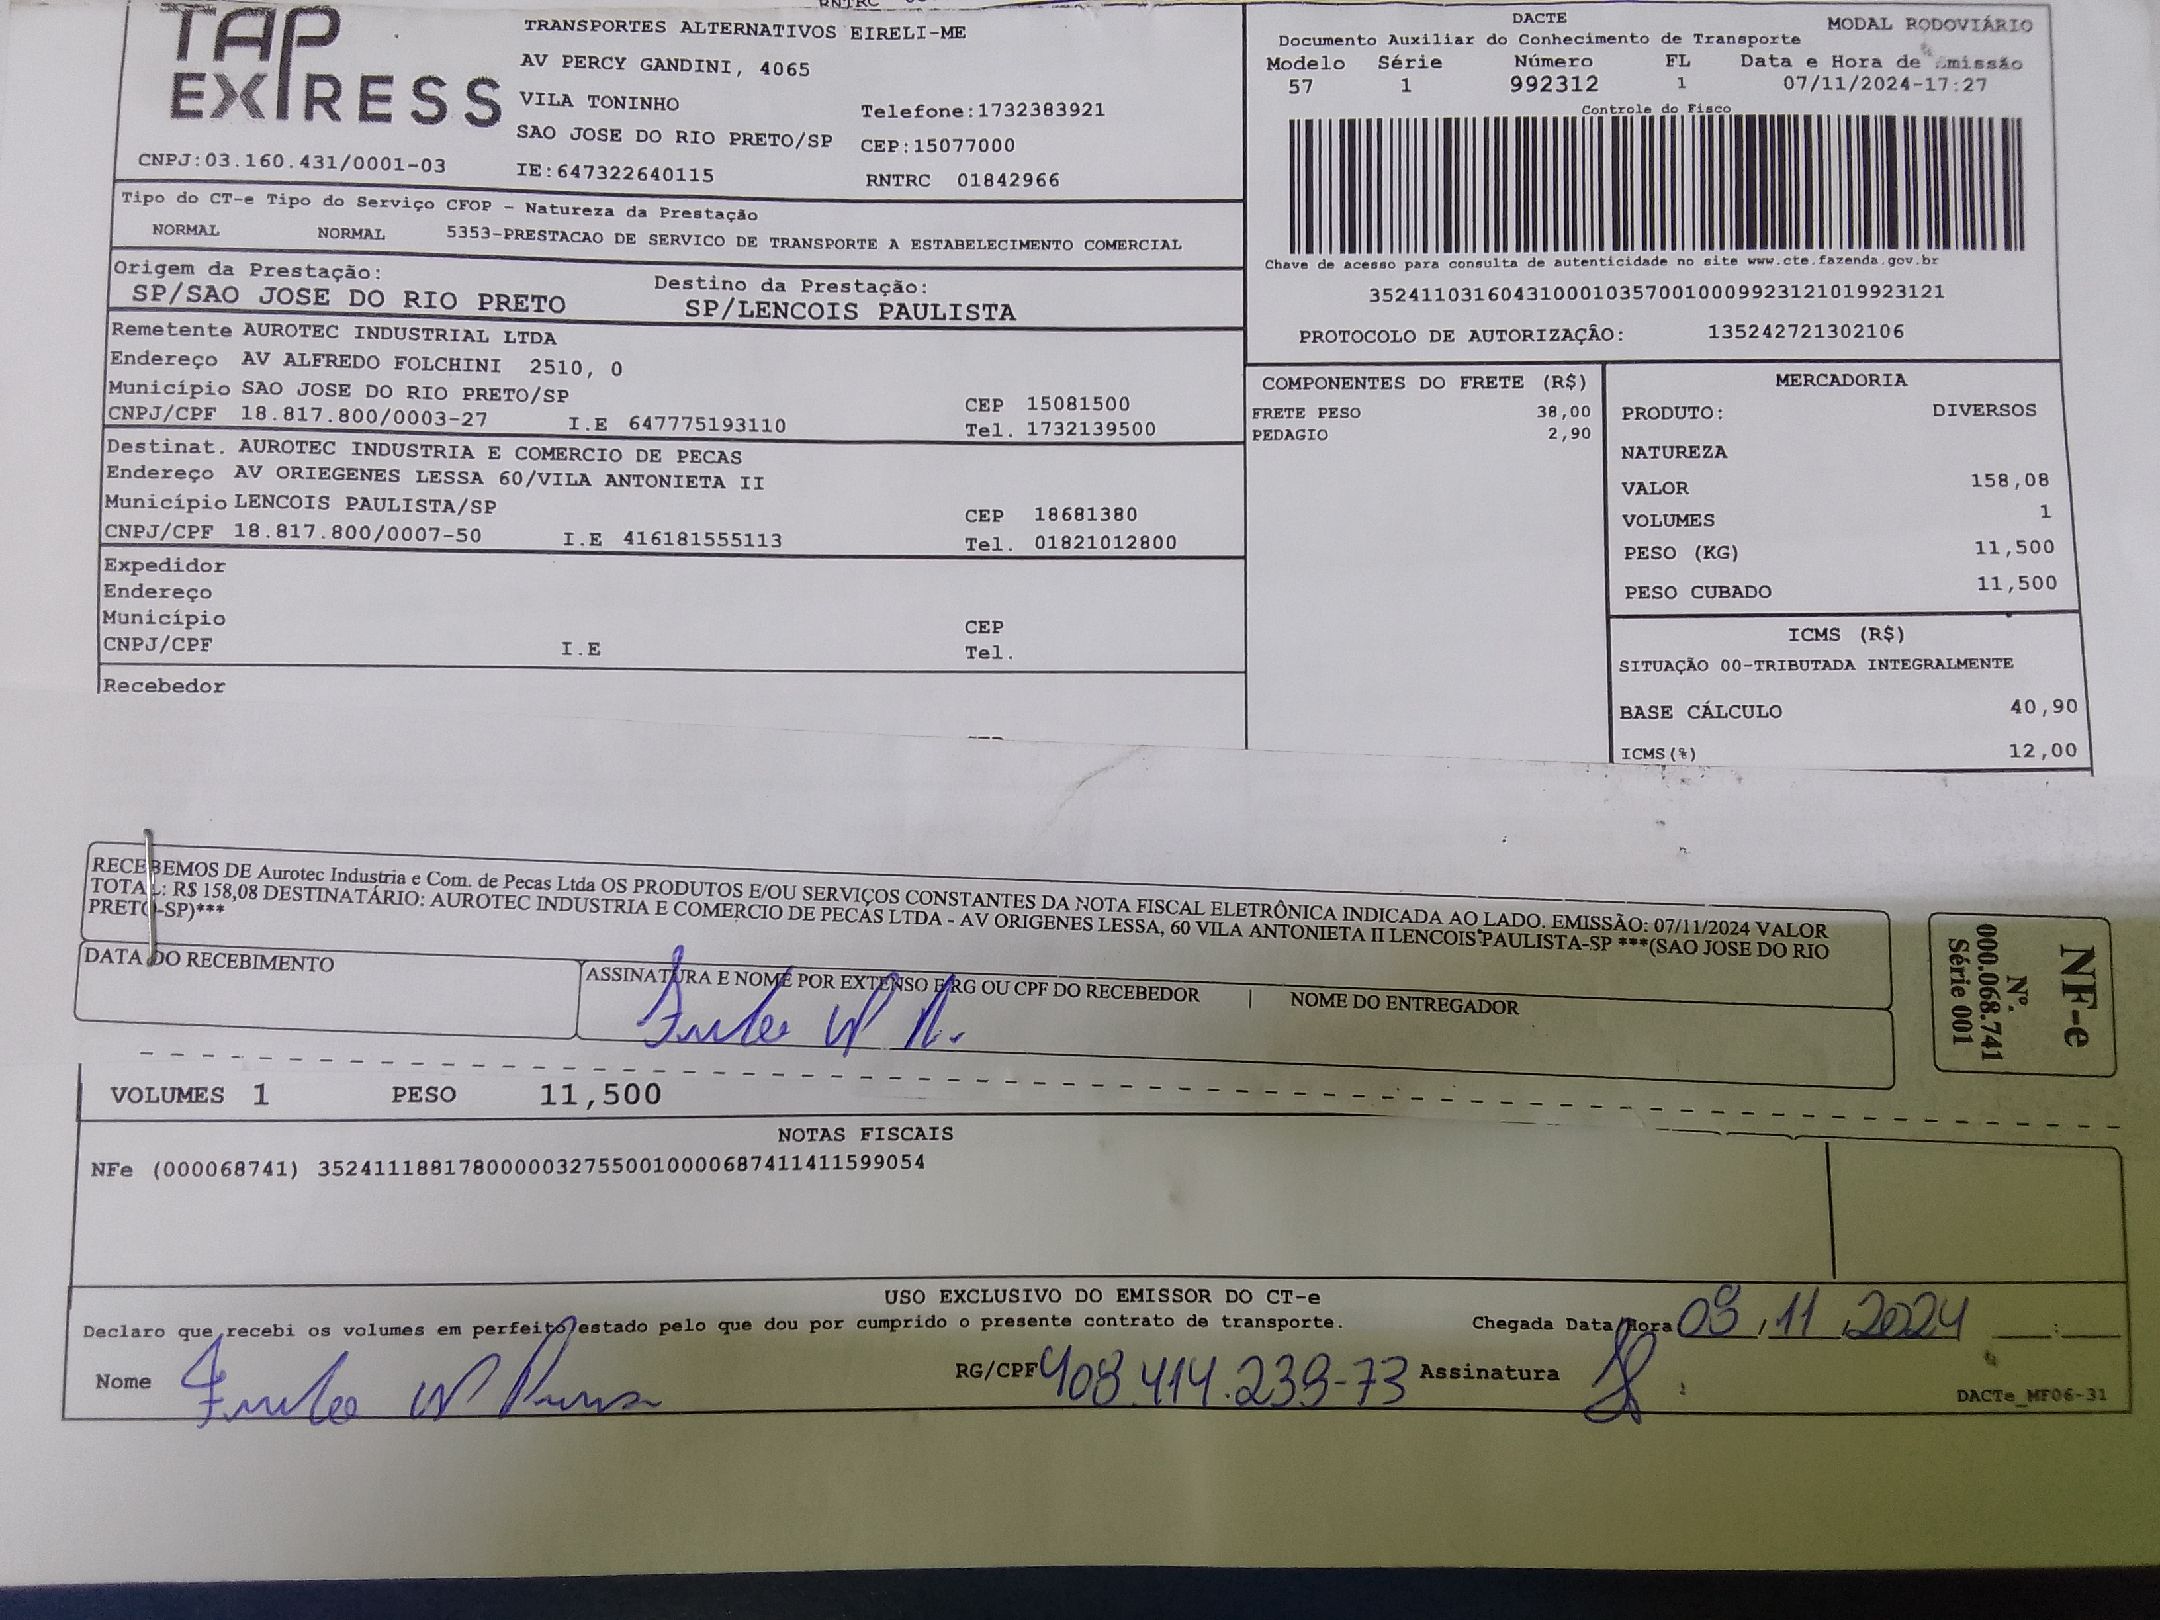 TAP
EXPRESS
CNPJ:03.160.431/0001-03
TRANSPORTES ALTERNATIVOS EIRELI-ME
AV PERCY GANDINI, 4065
VILA TONINHO
Telefone:1732383921
SAO JOSE DO RIO PRETO/SP
CEP:15077000
IE:647322640115
RNTRC 01842966
DACTE
MODAL RODOVIÁRIO
Documento Auxiliar do Conhecimento de Transporte
Modelo Série Número FL Data e Hora de Emissão
57 1 992312 1 07/11/2024-17:27
Controle do Fisco
Chave de acesso para consulta de autenticidade no site www.cte.fazenda.gov.br
35241103160431000103570010009923121019923121
PROTOCOLO DE AUTORIZAÇÃO: 135242721302106
Tipo do CT-e Tipo do Serviço CFOP - Natureza da Prestação
NORMAL NORMAL 5353-PRESTACAO DE SERVICO DE TRANSPORTE A ESTABELECIMENTO COMERCIAL
Origem da Prestação: Destino da Prestação:
SP/SAO JOSE DO RIO PRETO SP/LENCOIS PAULISTA
Remetente AUROTEC INDUSTRIAL LTDA
Endereço AV ALFREDO FOLCHINI 2510, 0
Município SAO JOSE DO RIO PRETO/SP CEP 15081500
CNPJ/CPF 18.817.800/0003-27 I.E 647775193110 Tel. 1732139500
Destinat. AUROTEC INDUSTRIA E COMERCIO DE PECAS
Endereço AV ORIEGENES LESSA 60/VILA ANTONIETA II
Município LENCOIS PAULISTA/SP CEP 18681380
CNPJ/CPF 18.817.800/0007-50 I.E 416181555113 Tel. 01821012800
Expedidor
Endereço
Município CEP
CNPJ/CPF I.E Tel.
Recebedor
COMPONENTES DO FRETE (R$)
FRETE PESO 38,00
PEDAGIO 2,90
MERCADORIA
PRODUTO: DIVERSOS
NATUREZA
VALOR 158,08
VOLUMES 1
PESO (KG) 11,500
PESO CUBADO 11,500
ICMS (R$)
SITUAÇÃO 00-TRIBUTADA INTEGRALMENTE
BASE CÁLCULO 40,90
ICMS(%) 12,00
RECEBEMOS DE Aurotec Industria e Com. de Pecas Ltda OS PRODUTOS E/OU SERVIÇOS CONSTANTES DA NOTA FISCAL ELETRÔNICA INDICADA AO LADO. EMISSÃO: 07/11/2024 VALOR
TOTAL: R$ 158,08 DESTINATÁRIO: AUROTEC INDUSTRIA E COMERCIO DE PECAS LTDA - AV ORIGENES LESSA, 60 VILA ANTONIETA II LENCOIS PAULISTA-SP ***(SAO JOSE DO RIO
PRETO-SP)***
DATA DO RECEBIMENTO
ASSINATURA E NOME POR EXTENSO E RG OU CPF DO RECEBEDOR | NOME DO ENTREGADOR
NF-e
Nº.
000.068.741
Série 001
VOLUMES 1 PESO 11,500
NOTAS FISCAIS
NFe (000068741) 35241118817800000327550010000687411411599054
USO EXCLUSIVO DO EMISSOR DO CT-e
Declaro que recebi os volumes em perfeito estado pelo que dou por cumprido o presente contrato de transporte.
Chegada Data/Hora 11 2024
Nome RG/CPF 408.414.239-73 Assinatura
DACTe_MF06-31